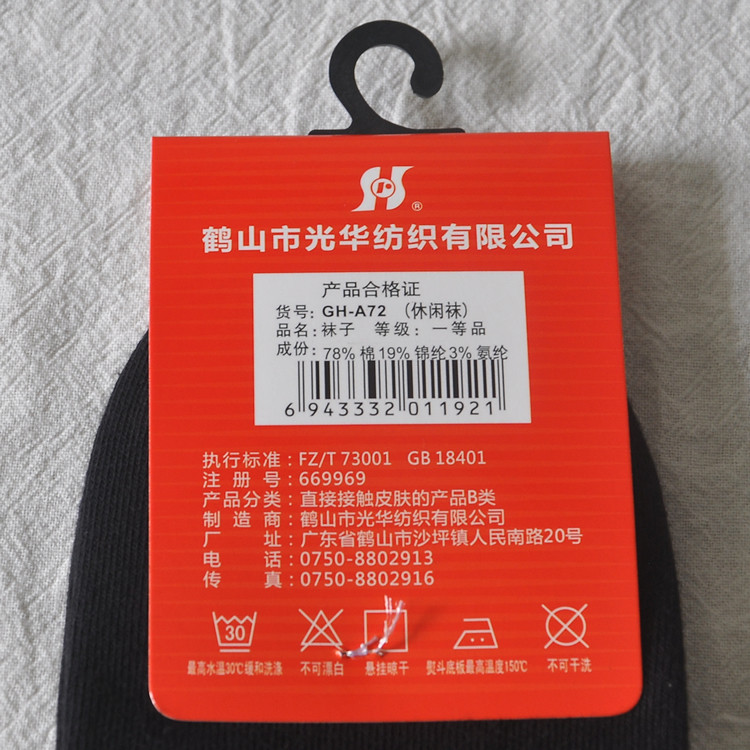 ®
鹤山市光华纺织有限公司
产品合格证
货号: GH-A72 (休闲袜)
品名: 袜子 等级: 一等品
成份: 78% 棉 19% 锦纶 3% 氨纶
6 943332 011921
执行标准: FZ/T 73001 GB 18401
注册号: 669969
产品分类: 直接接触皮肤的产品B类
制造商: 鹤山市光华纺织有限公司
厂址: 广东省鹤山市沙坪镇人民南路20号
电话: 0750-8802913
传真: 0750-8802916
30
最高水温30℃缓和洗涤 不可漂白 悬挂晾干 熨斗底板最高温度150℃ 不可干洗